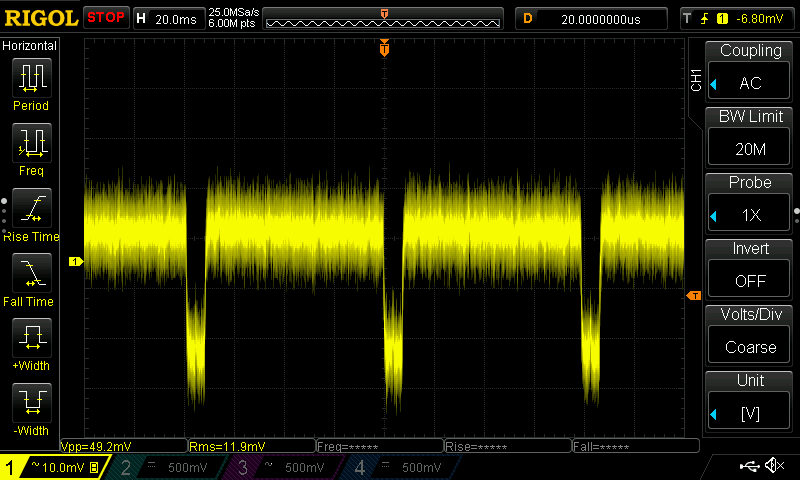 RIGOL STOP H 20.0ms 25.0MSa/s 6.00M pts T D 20.0000000us T 1 -6.80mV
Horizontal
Period
Freq
Rise Time
Fall Time
+Width
-Width
T
1
T
CH1
Coupling
AC
BW Limit
20M
Probe
1X
Invert
OFF
Volts/Div
Coarse
Unit
[V]
Vpp=49.2mV Rms=11.9mV Freq=***** Rise=***** Fall=*****
1 ~ 10.0mV B 2 500mV 3 ~ 500mV 4 500mV